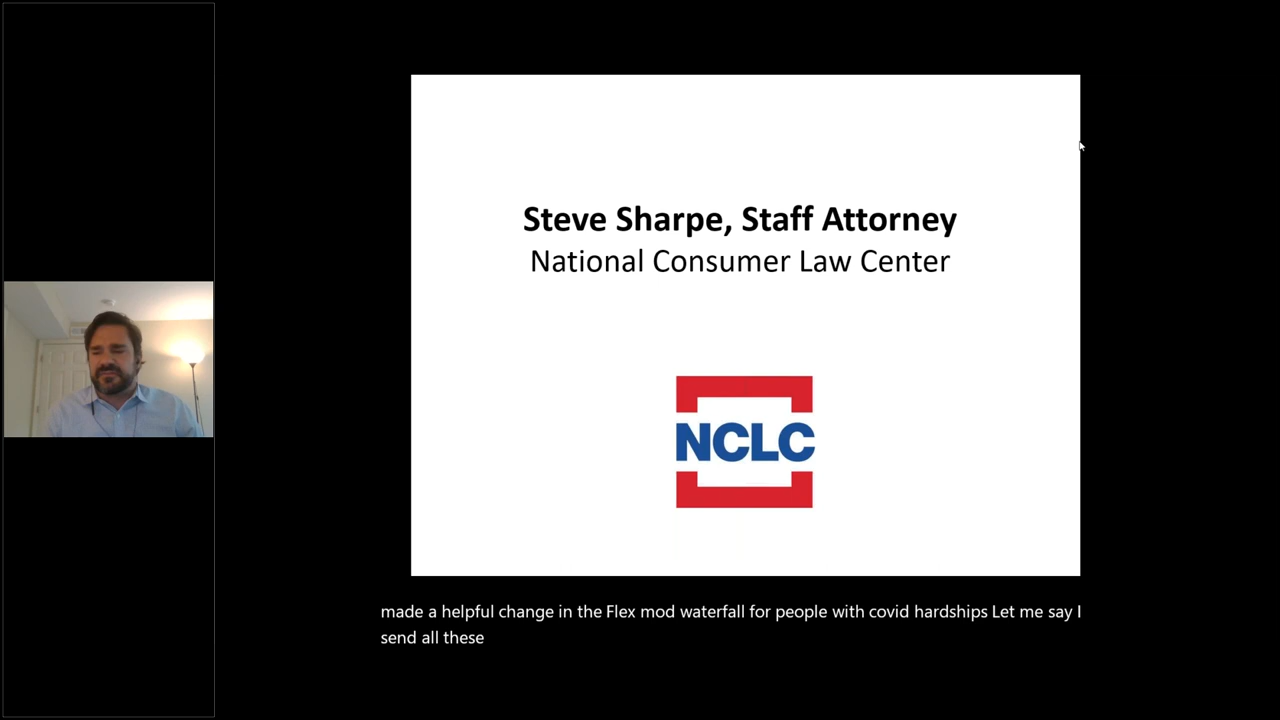 Steve Sharpe, Staff Attorney
National Consumer Law Center
NCLC
made a helpful change in the Flex mod waterfall for people with covid hardships Let me say I
send all these